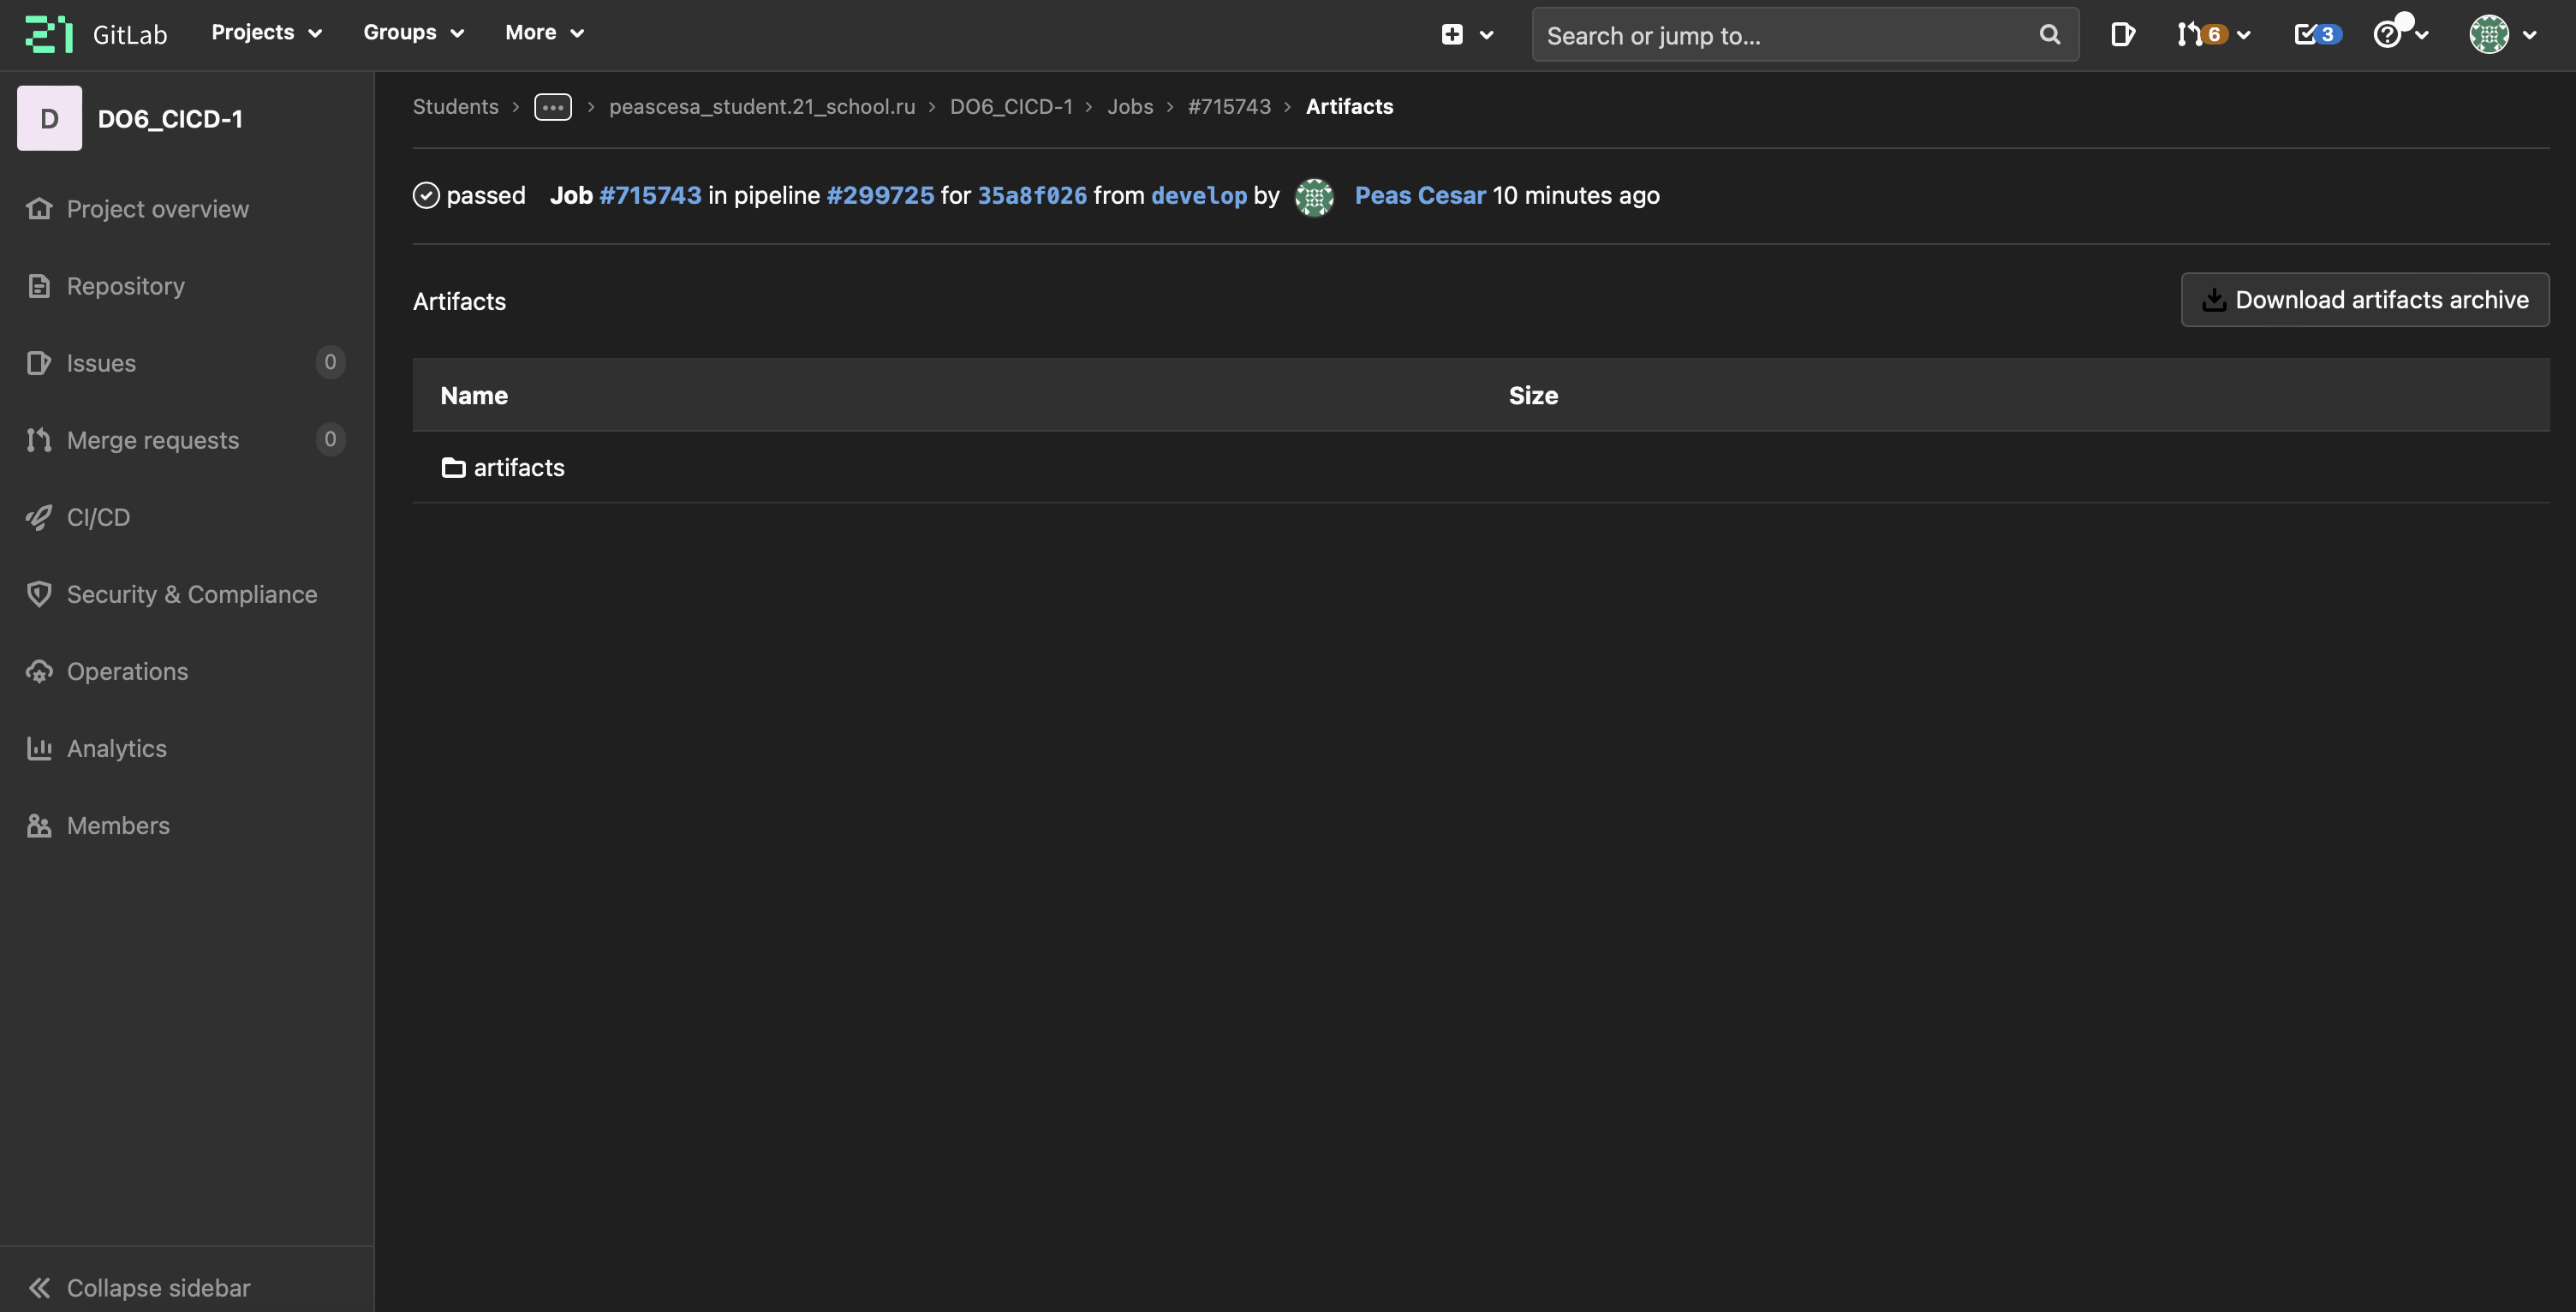 GitLab Projects Groups More Search or jump to... 6 3
D DO6_CICD-1
Students > ... > peascesa_student.21_school.ru > DO6_CICD-1 > Jobs > #715743 > Artifacts
passed Job #715743 in pipeline #299725 for 35a8f026 from develop by Peas Cesar 10 minutes ago
Project overview
Repository
Issues 0
Merge requests 0
CI/CD
Security & Compliance
Operations
Analytics
Members
Collapse sidebar
Artifacts Download artifacts archive
Name Size
artifacts